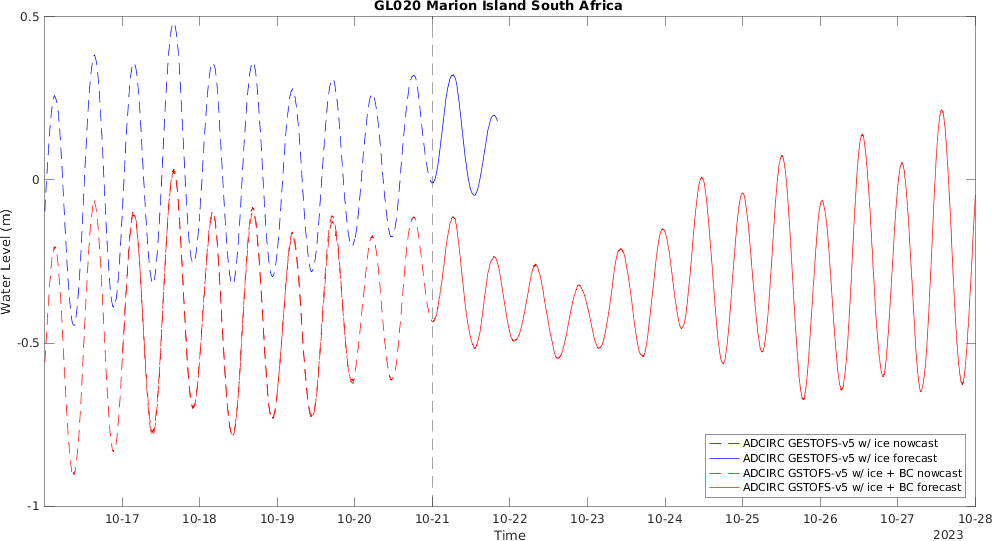 GL020 Marion Island South Africa
0.5
0
-0.5
-1
Water Level (m)
ADCIRC GESTOFS-v5 w/ ice nowcast
ADCIRC GESTOFS-v5 w/ ice forecast
ADCIRC GSTOFS-v5 w/ ice + BC nowcast
ADCIRC GSTOFS-v5 w/ ice + BC forecast
10-17 10-18 10-19 10-20 10-21 10-22 10-23 10-24 10-25 10-26 10-27 10-28
Time
2023